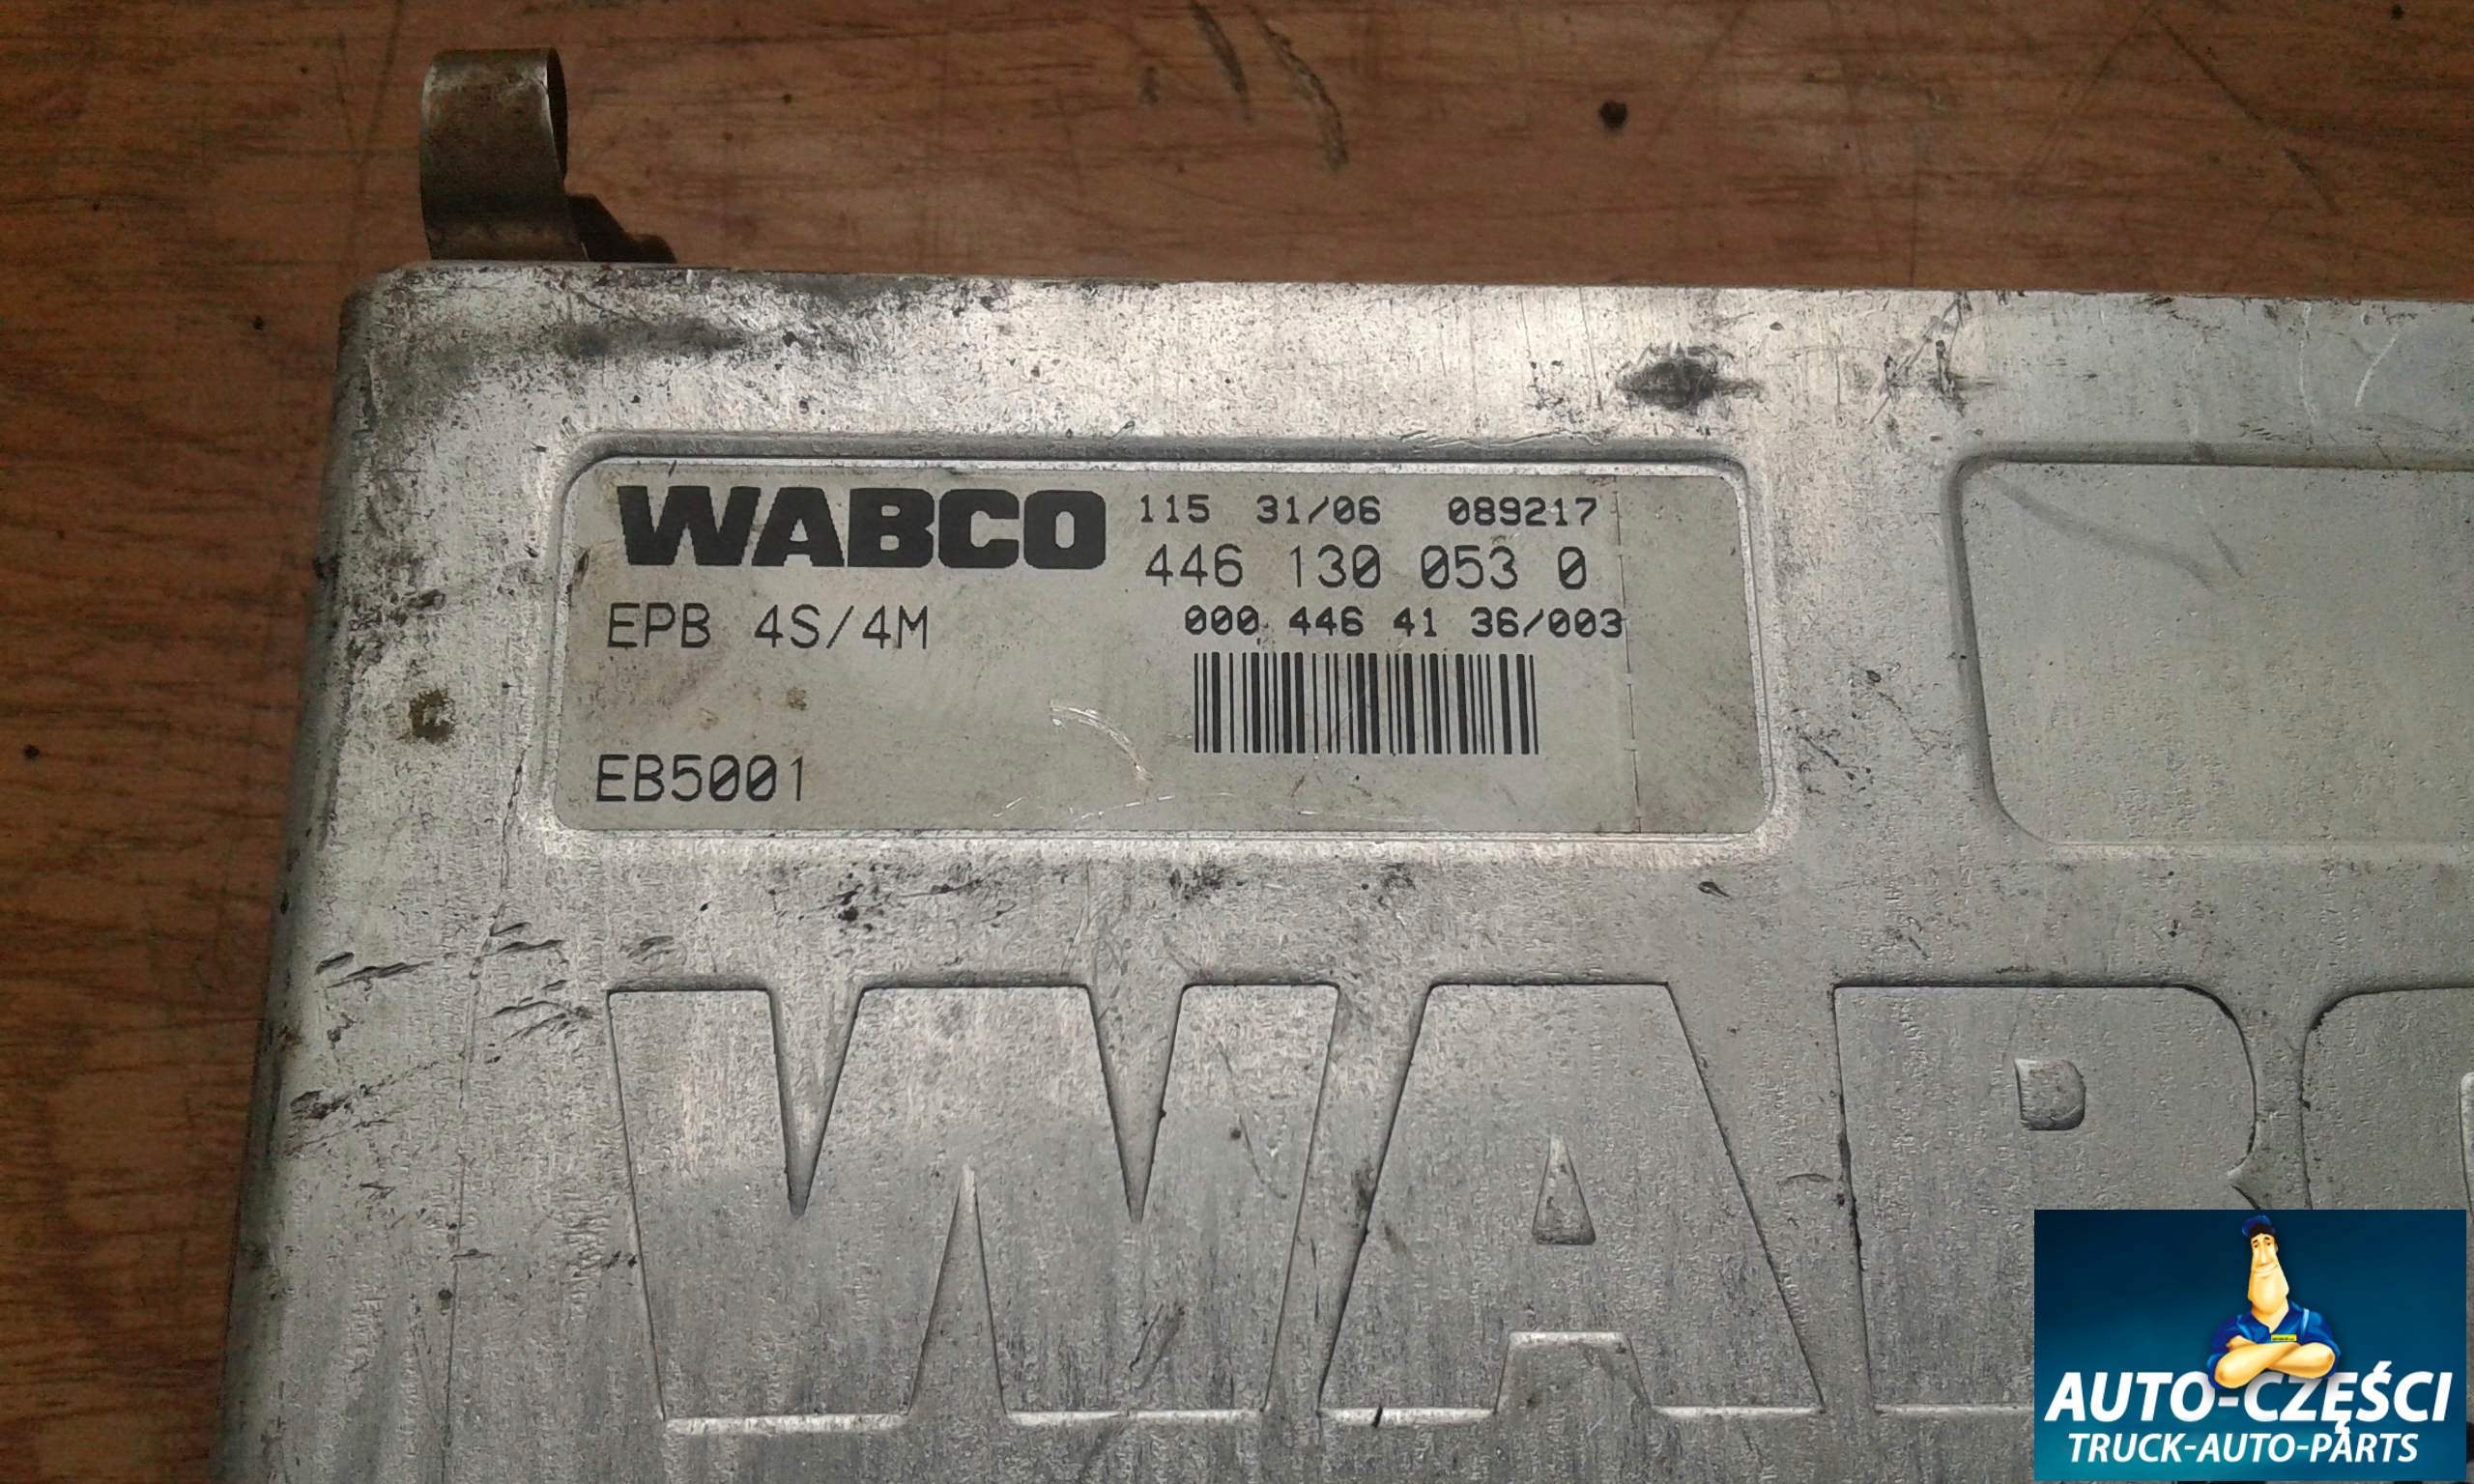 WABCO 115 31/06 089217
446 130 053 0
EPB 4S/4M 000 446 41 36/003
EB5001
WAB
AUTO-CZĘŚCI
TRUCK-AUTO-PARTS